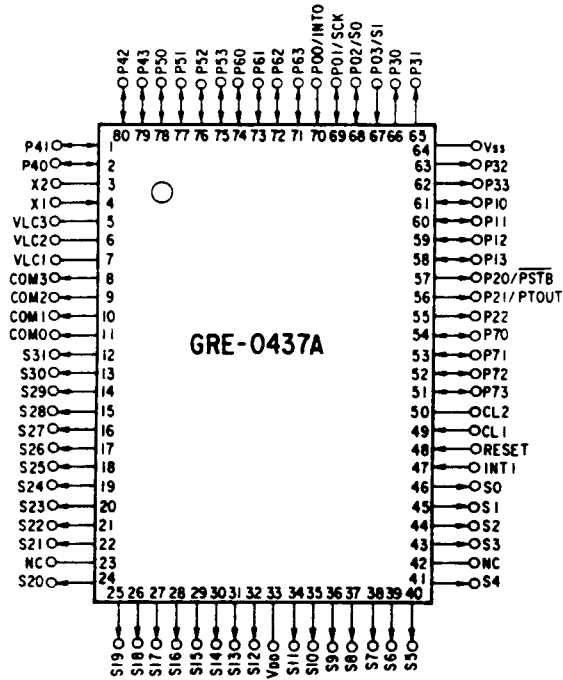 P42 P43 P50 P51 P52 P53 P60 P61 P62 P63 P00/INT0 P01/SCK P02/S0 P03/S1 P30 P31
80 79 78 77 76 75 74 73 72 71 70 69 68 67 66 65
P41 1
P40 2
X2 3
X1 4
VLC3 5
VLC2 6
VLC1 7
COM3 8
COM2 9
COM1 10
COM0 11
S31 12
S30 13
S29 14
S28 15
S27 16
S26 17
S25 18
S24 19
S23 20
S22 21
S21 22
NC 23
S20 24
GRE-0437A
64 Vss
63 P32
62 P33
61 P10
60 P11
59 P12
58 P13
57 P20/PSTB
56 P21/PTOUT
55 P22
54 P70
53 P71
52 P72
51 P73
50 CL2
49 CL1
48 RESET
47 INT1
46 S0
45 S1
44 S2
43 S3
42 NC
41 S4
25 26 27 28 29 30 31 32 33 34 35 36 37 38 39 40
S19 S18 S17 S16 S15 S14 S13 S12 VDD S11 S10 S9 S8 S7 S6 S5